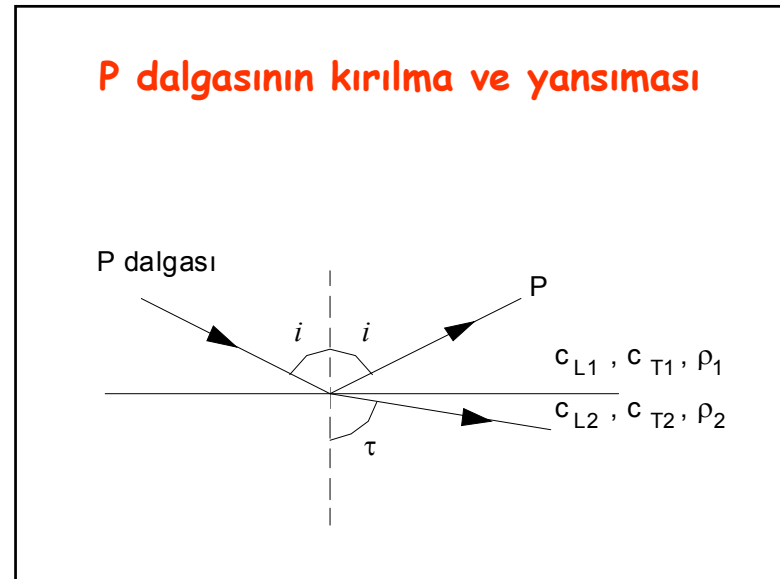 P dalgasının kırılma ve yansıması
P dalgası
P
i i
c L1 , c T1, ρ1
c L2 , c T2, ρ2
τ